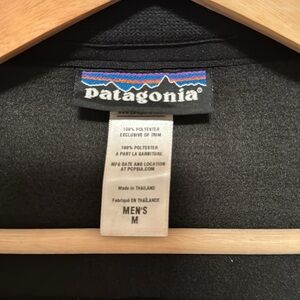 patagonia®
100% POLYESTER
EXCLUSIVE OF TRIM
100% POLYESTER
A PART LA GARNITURE
MFG DATE AND LOCATION
AT PCPSIA.COM
Made in THAILAND
Fabriqué EN THAÏLANDE
MEN'S
M